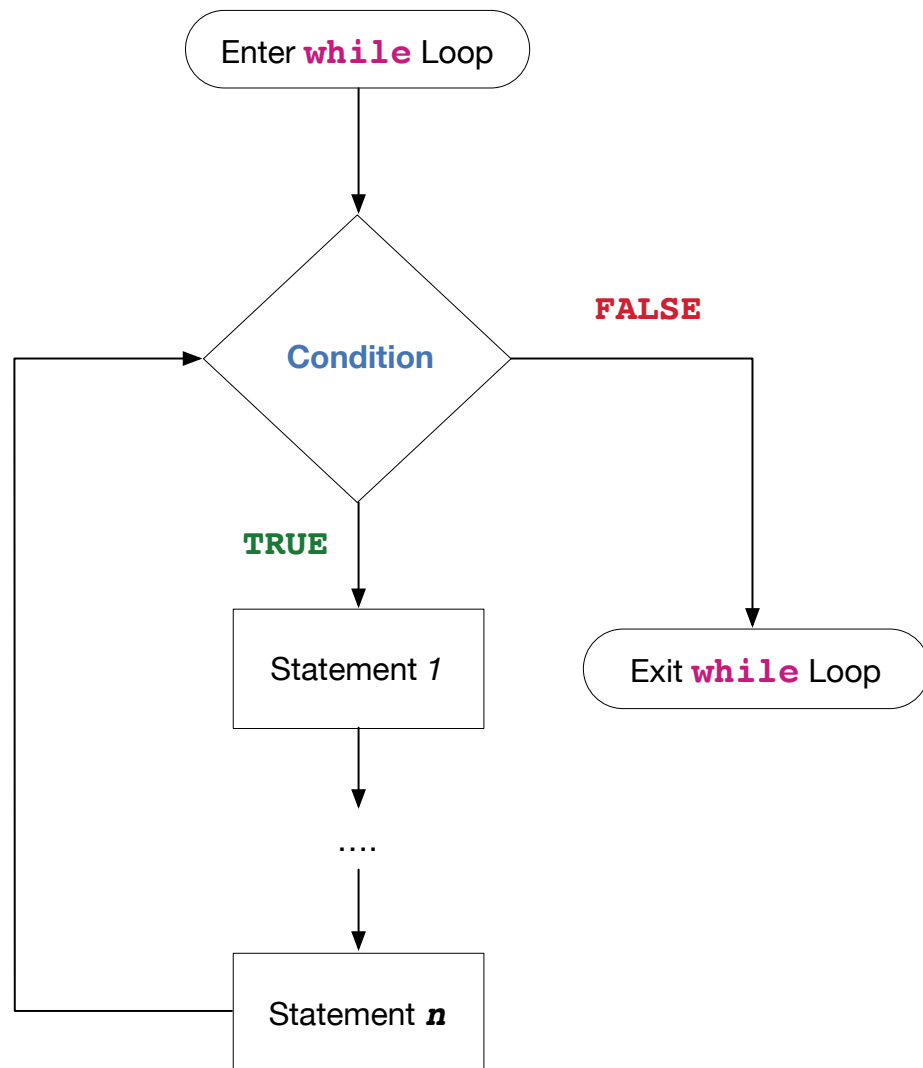 Enter while Loop
Condition
FALSE
TRUE
Statement 1
Exit while Loop
....
Statement n